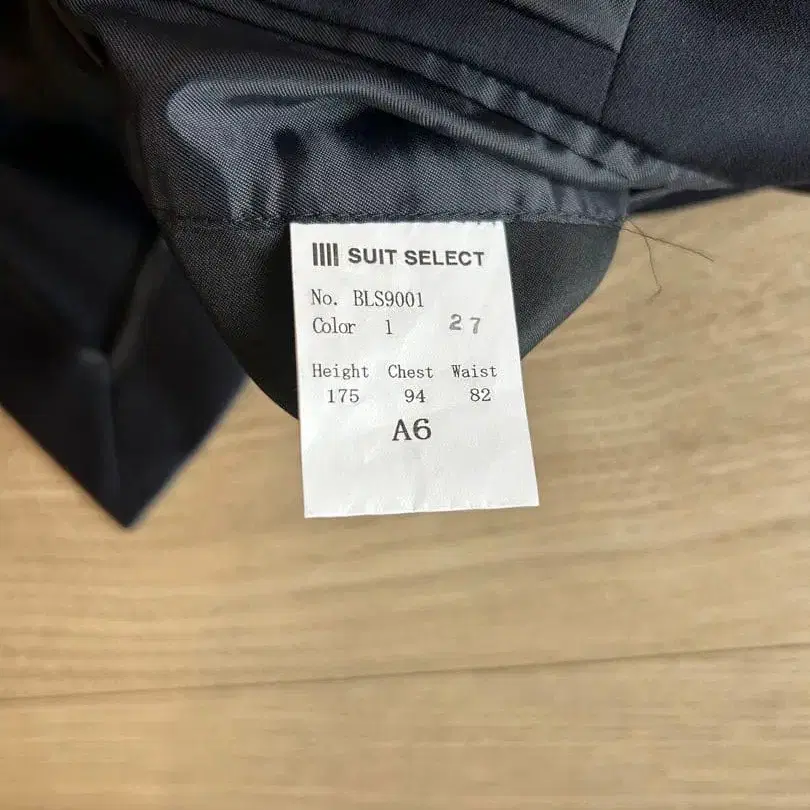 SUIT SELECT
No. BLS9001
Color 1 27
Height Chest Waist
175 94 82
A6